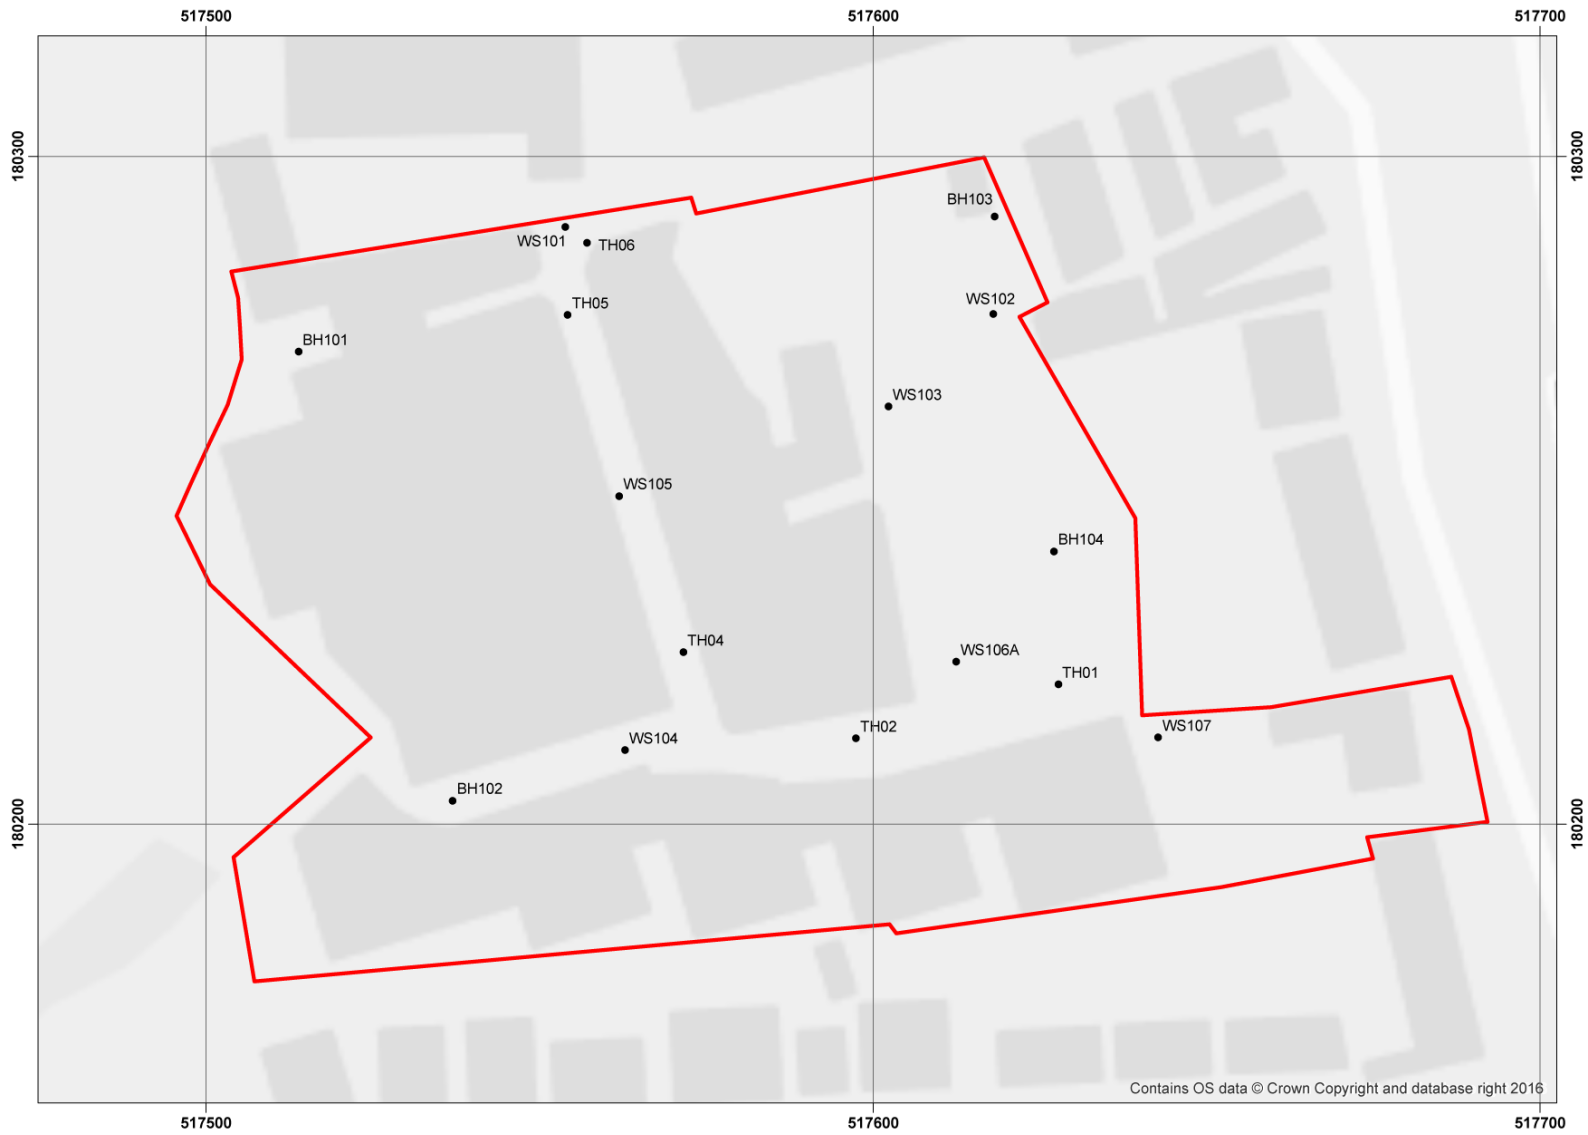 517500
517600
517700
180300
180300
BH103
WS101
TH06
TH05
WS102
BH101
WS103
WS105
BH104
TH04
WS106A
TH01
TH02
WS107
WS104
BH102
180200
180200
Contains OS data © Crown Copyright and database right 2016
517500
517600
517700